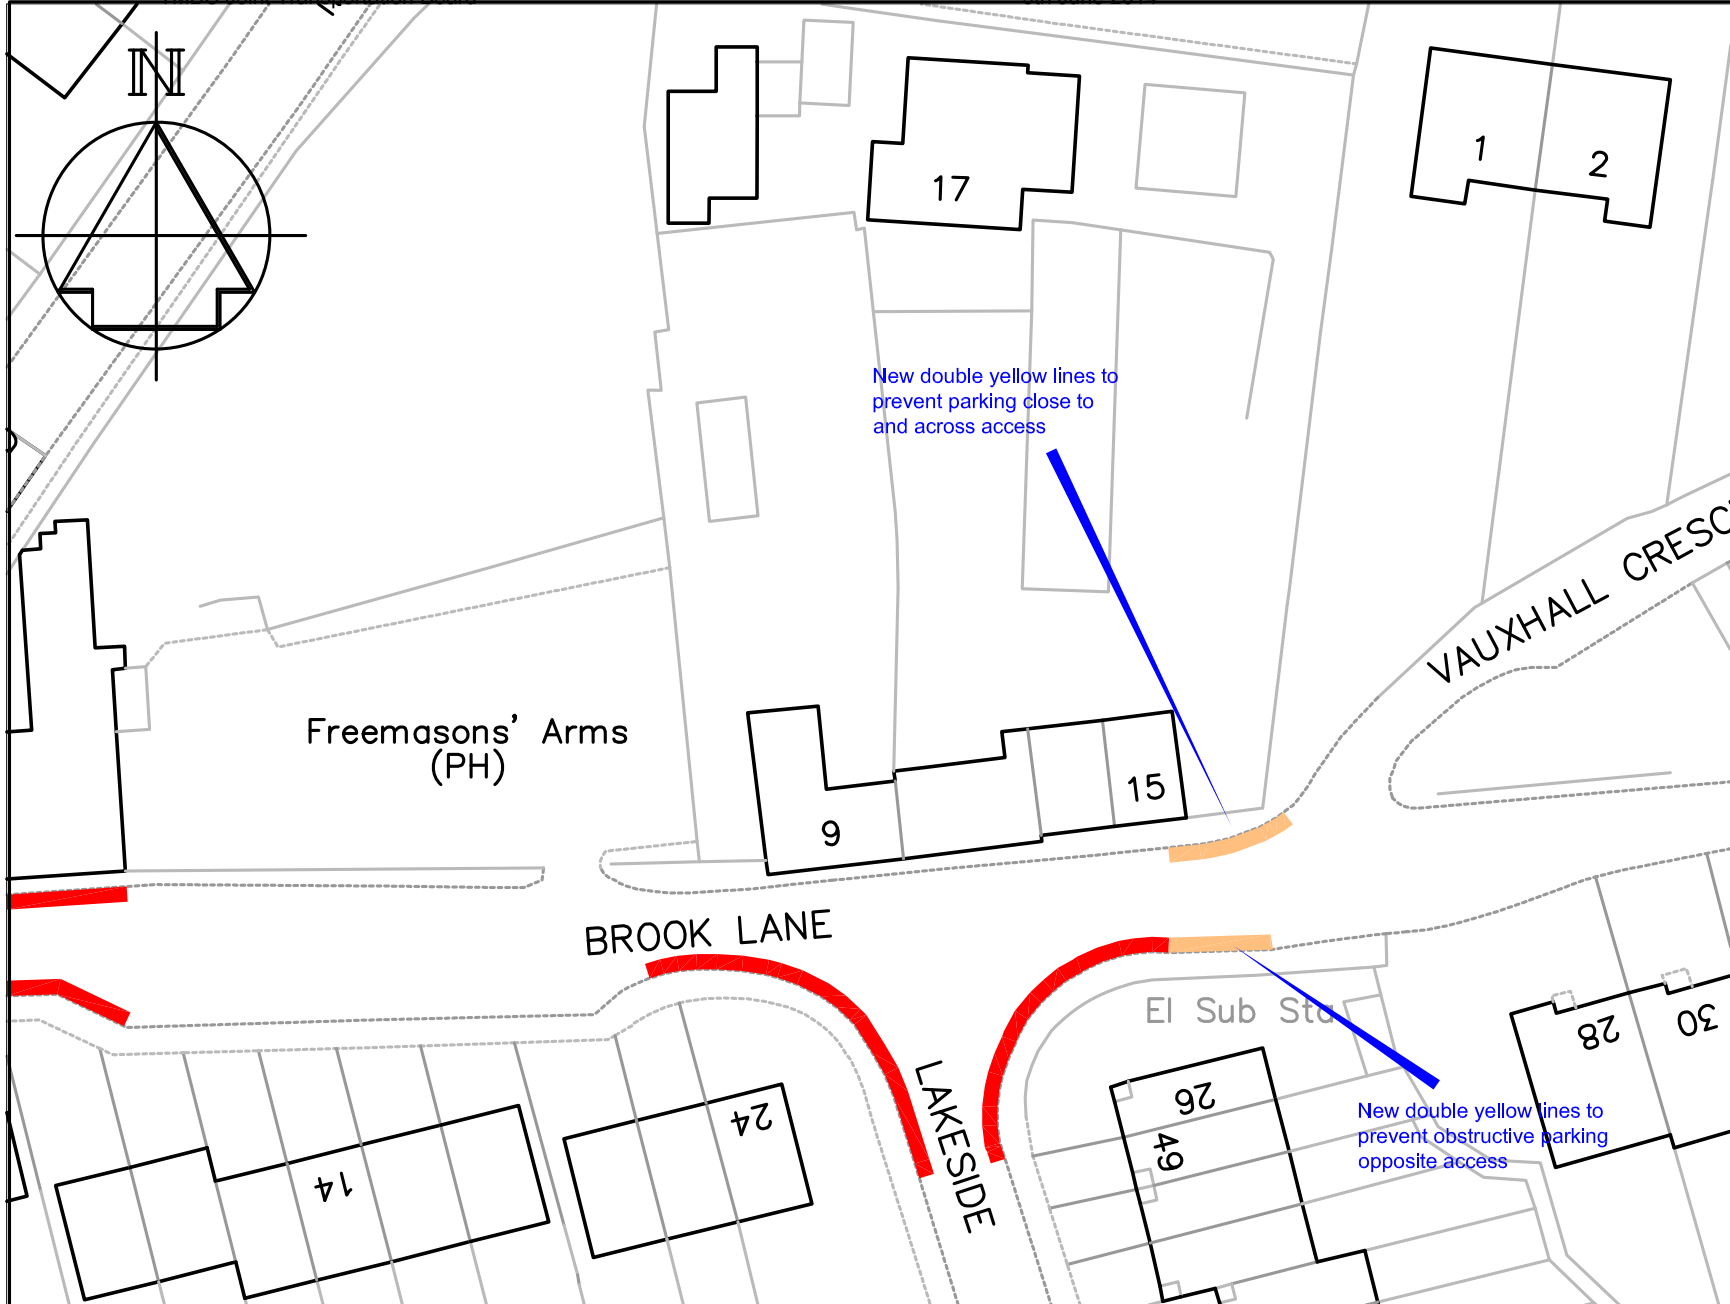 N
17
1
2
New double yellow lines to
prevent parking close to
and across access
VAUXHALL CRESC
Freemasons' Arms
(PH)
15
9
BROOK LANE
El Sub Sta
LAKESIDE
28
30
26
49
24
14
New double yellow lines to
prevent obstructive parking
opposite access